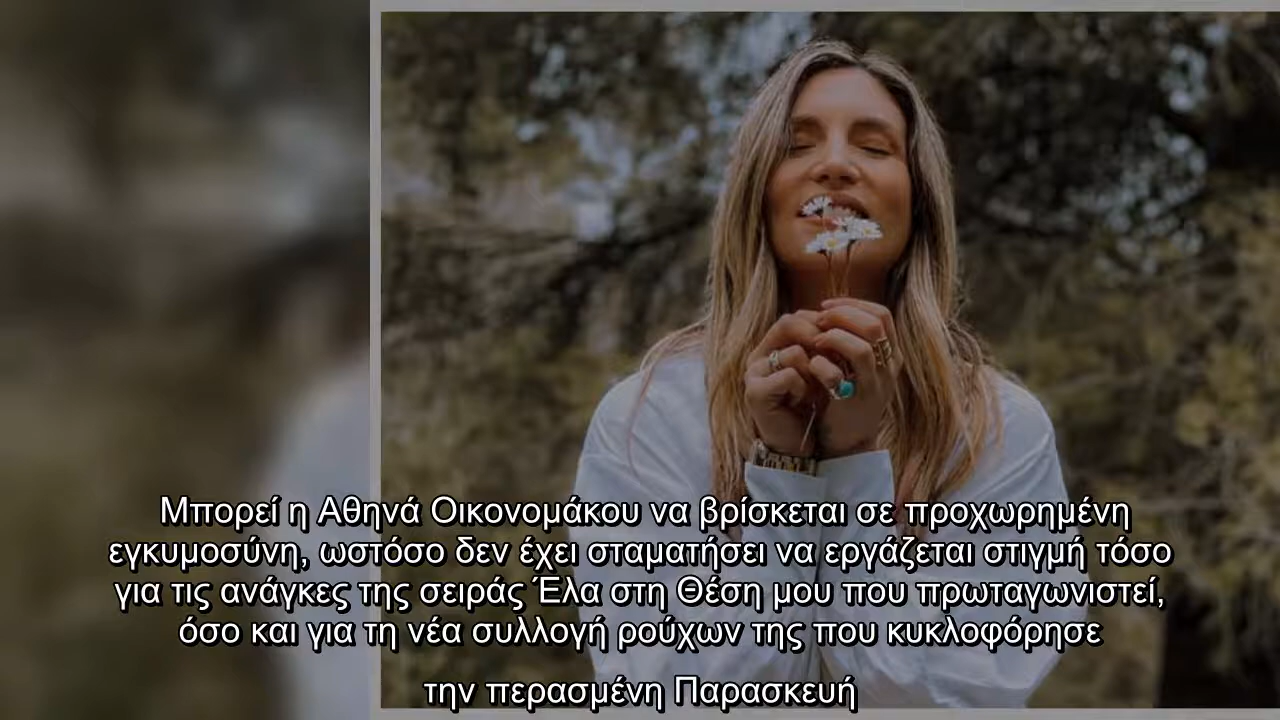 Μπορεί η Αθηνά Οικονομάκου να βρίσκεται σε προχωρημένη
εγκυμοσύνη, ωστόσο δεν έχει σταματήσει να εργάζεται στιγμή τόσο
για τις ανάγκες της σειράς Έλα στη Θέση μου που πρωταγωνιστεί,
όσο και για τη νέα συλλογή ρούχων της που κυκλοφόρησε
την περασμένη Παρασκευή